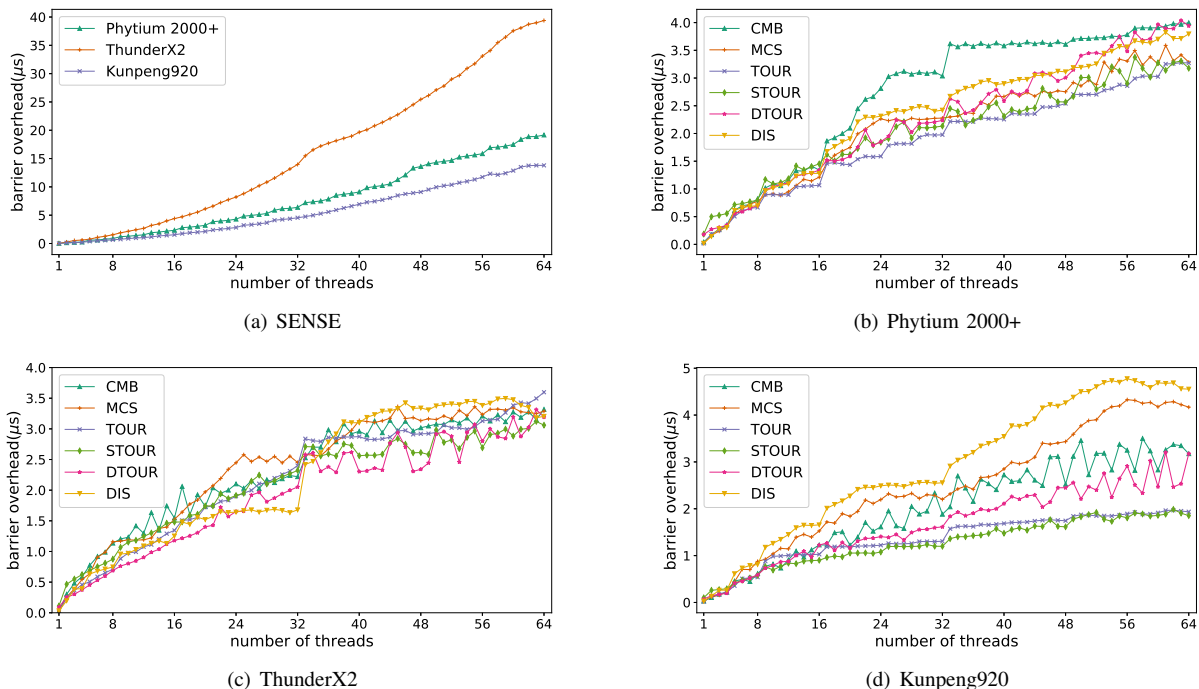 barrier overhead(μs)
40
35
30
25
20
15
10
5
0
Phytium 2000+
ThunderX2
Kunpeng920
1 8 16 24 32 40 48 56 64
number of threads
(a) SENSE
barrier overhead(μs)
4.0
3.5
3.0
2.5
2.0
1.5
1.0
0.5
0.0
CMB
MCS
TOUR
STOUR
DTOUR
DIS
1 8 16 24 32 40 48 56 64
number of threads
(b) Phytium 2000+
barrier overhead(μs)
4.0
3.5
3.0
2.5
2.0
1.5
1.0
0.5
0.0
CMB
MCS
TOUR
STOUR
DTOUR
DIS
1 8 16 24 32 40 48 56 64
number of threads
(c) ThunderX2
barrier overhead(μs)
5
4
3
2
1
0
CMB
MCS
TOUR
STOUR
DTOUR
DIS
1 8 16 24 32 40 48 56 64
number of threads
(d) Kunpeng920